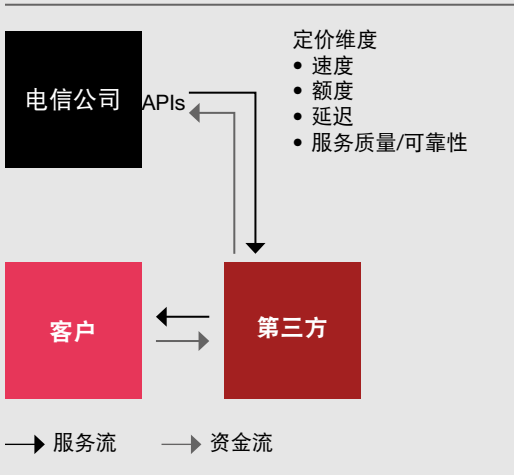 定价维度
• 速度
• 额度
• 延迟
• 服务质量/可靠性
电信公司
APIs
客户
第三方
服务流
资金流